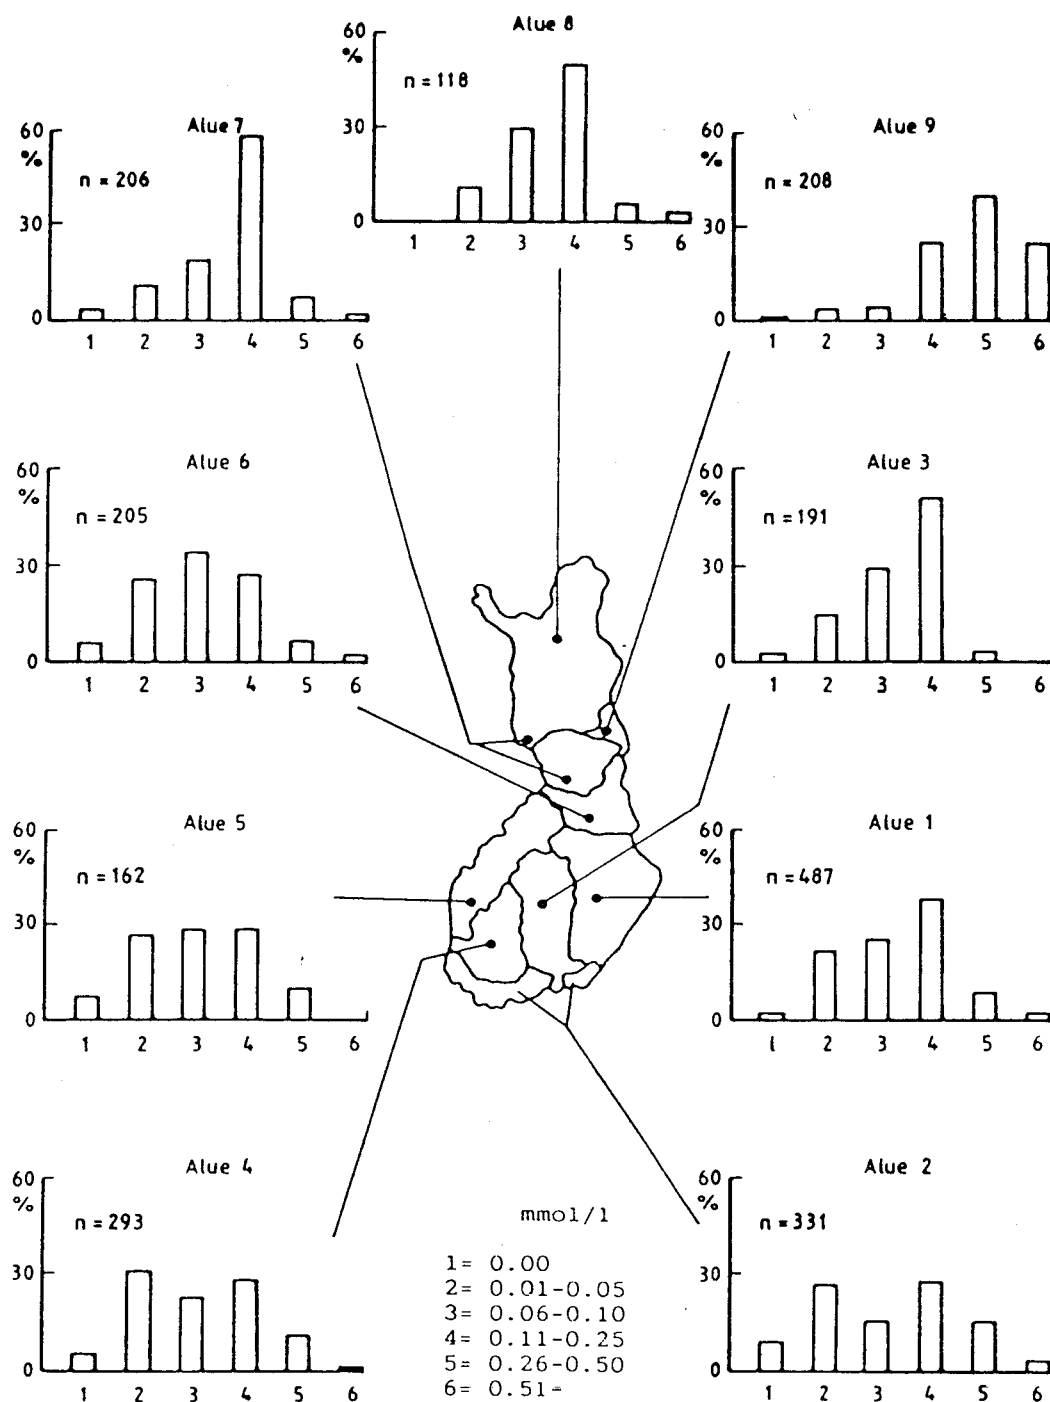 Alue 8
60
%
n=118
30
0
1 2 3 4 5 6
Alue 7
60
%
n=206
30
0
1 2 3 4 5 6
Alue 9
60
%
n=208
30
0
1 2 3 4 5 6
Alue 6
60
%
n=205
30
0
1 2 3 4 5 6
Alue 3
60
%
n=191
30
0
1 2 3 4 5 6
Alue 5
60
%
n=162
30
0
1 2 3 4 5 6
Alue 1
60
%
n=487
30
0
1 2 3 4 5 6
Alue 4
60
%
n=293
30
0
1 2 3 4 5 6
mmol/l
1= 0.00
2= 0.01-0.05
3= 0.06-0.10
4= 0.11-0.25
5= 0.26-0.50
6= 0.51-
Alue 2
60
%
n=331
30
0
1 2 3 4 5 6